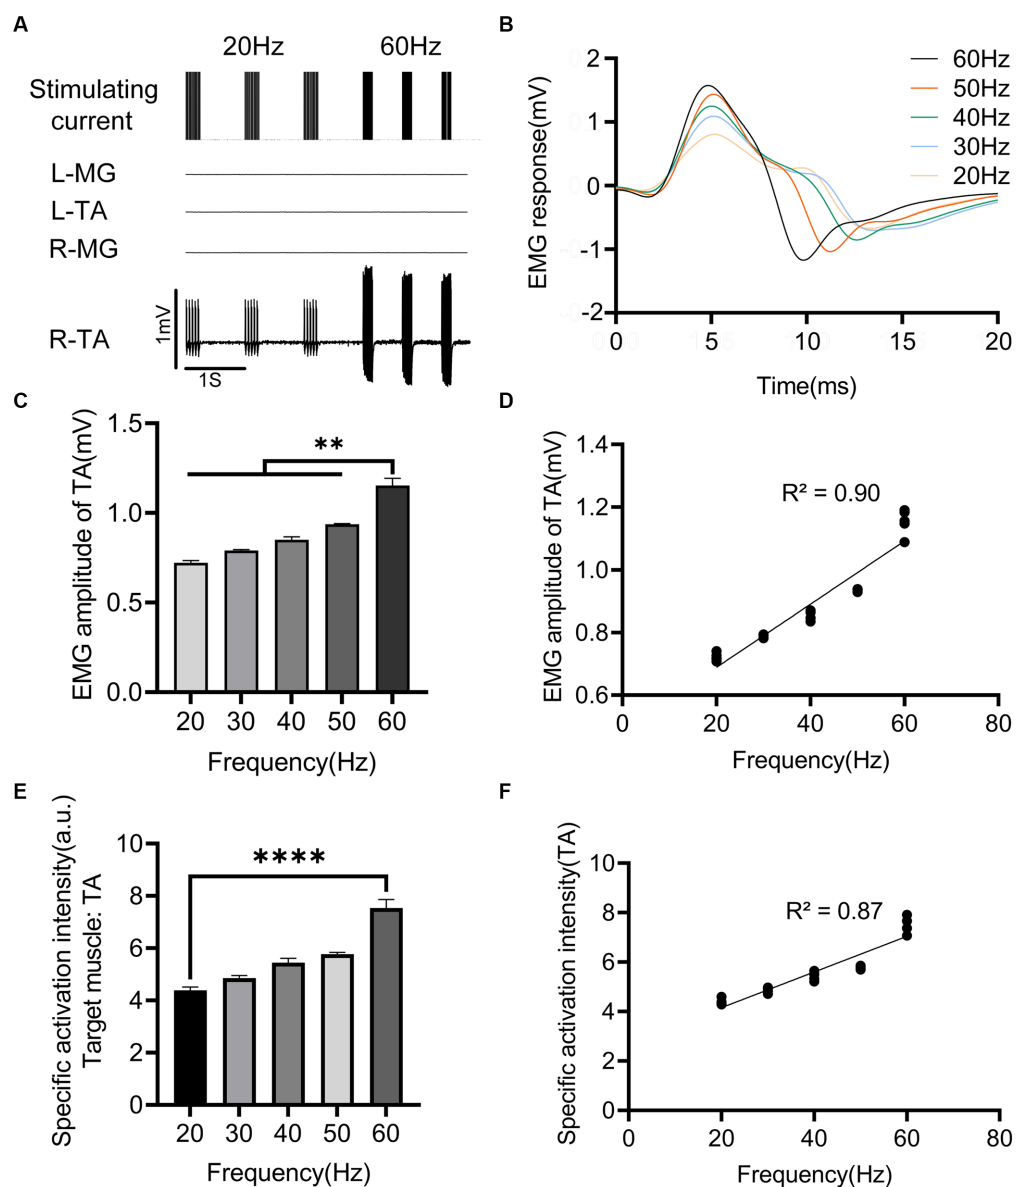 A
20Hz
60Hz
Stimulating
current
L-MG
L-TA
R-MG
R-TA
1mV
1S
B
EMG response(mV)
2
1
0
-1
-2
0
5
10
15
20
Time(ms)
60Hz
50Hz
40Hz
30Hz
20Hz
C
EMG amplitude of TA(mV)
1.5
1.0
0.5
0.0
**
20
30
40
50
60
Frequency(Hz)
D
EMG amplitude of TA(mV)
1.4
1.2
1.0
0.8
0.6
R² = 0.90
0
20
40
60
80
Frequency(Hz)
E
Specific activation intensity(a.u.)
Target muscle: TA
10
8
6
4
2
0
****
20
30
40
50
60
Frequency(Hz)
F
Specific activation intensity(TA)
10
8
6
4
2
0
R² = 0.87
0
20
40
60
80
Frequency(Hz)